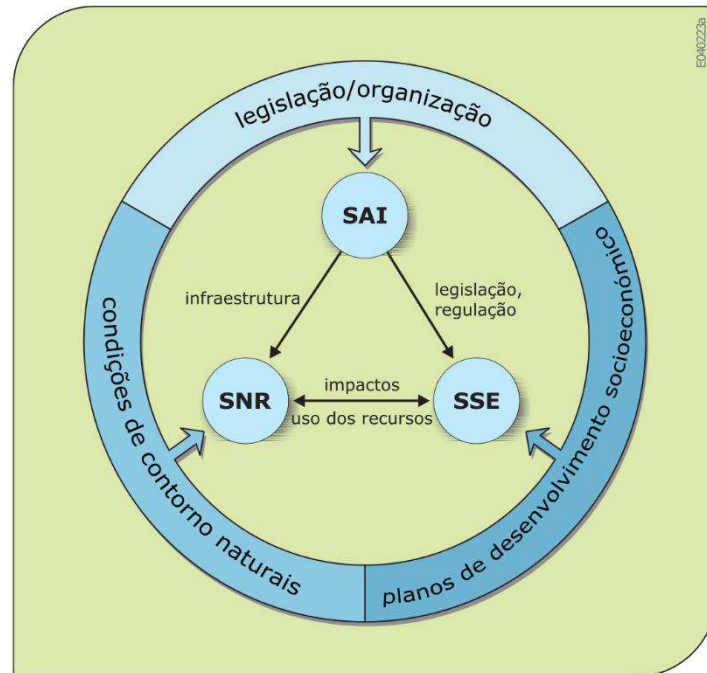 E040223a
legislação/organização
SAI
infraestrutura
legislação,
regulação
SNR
impactos
uso dos recursos
SSE
condições de contorno naturais
planos de desenvolvimento socioeconómico